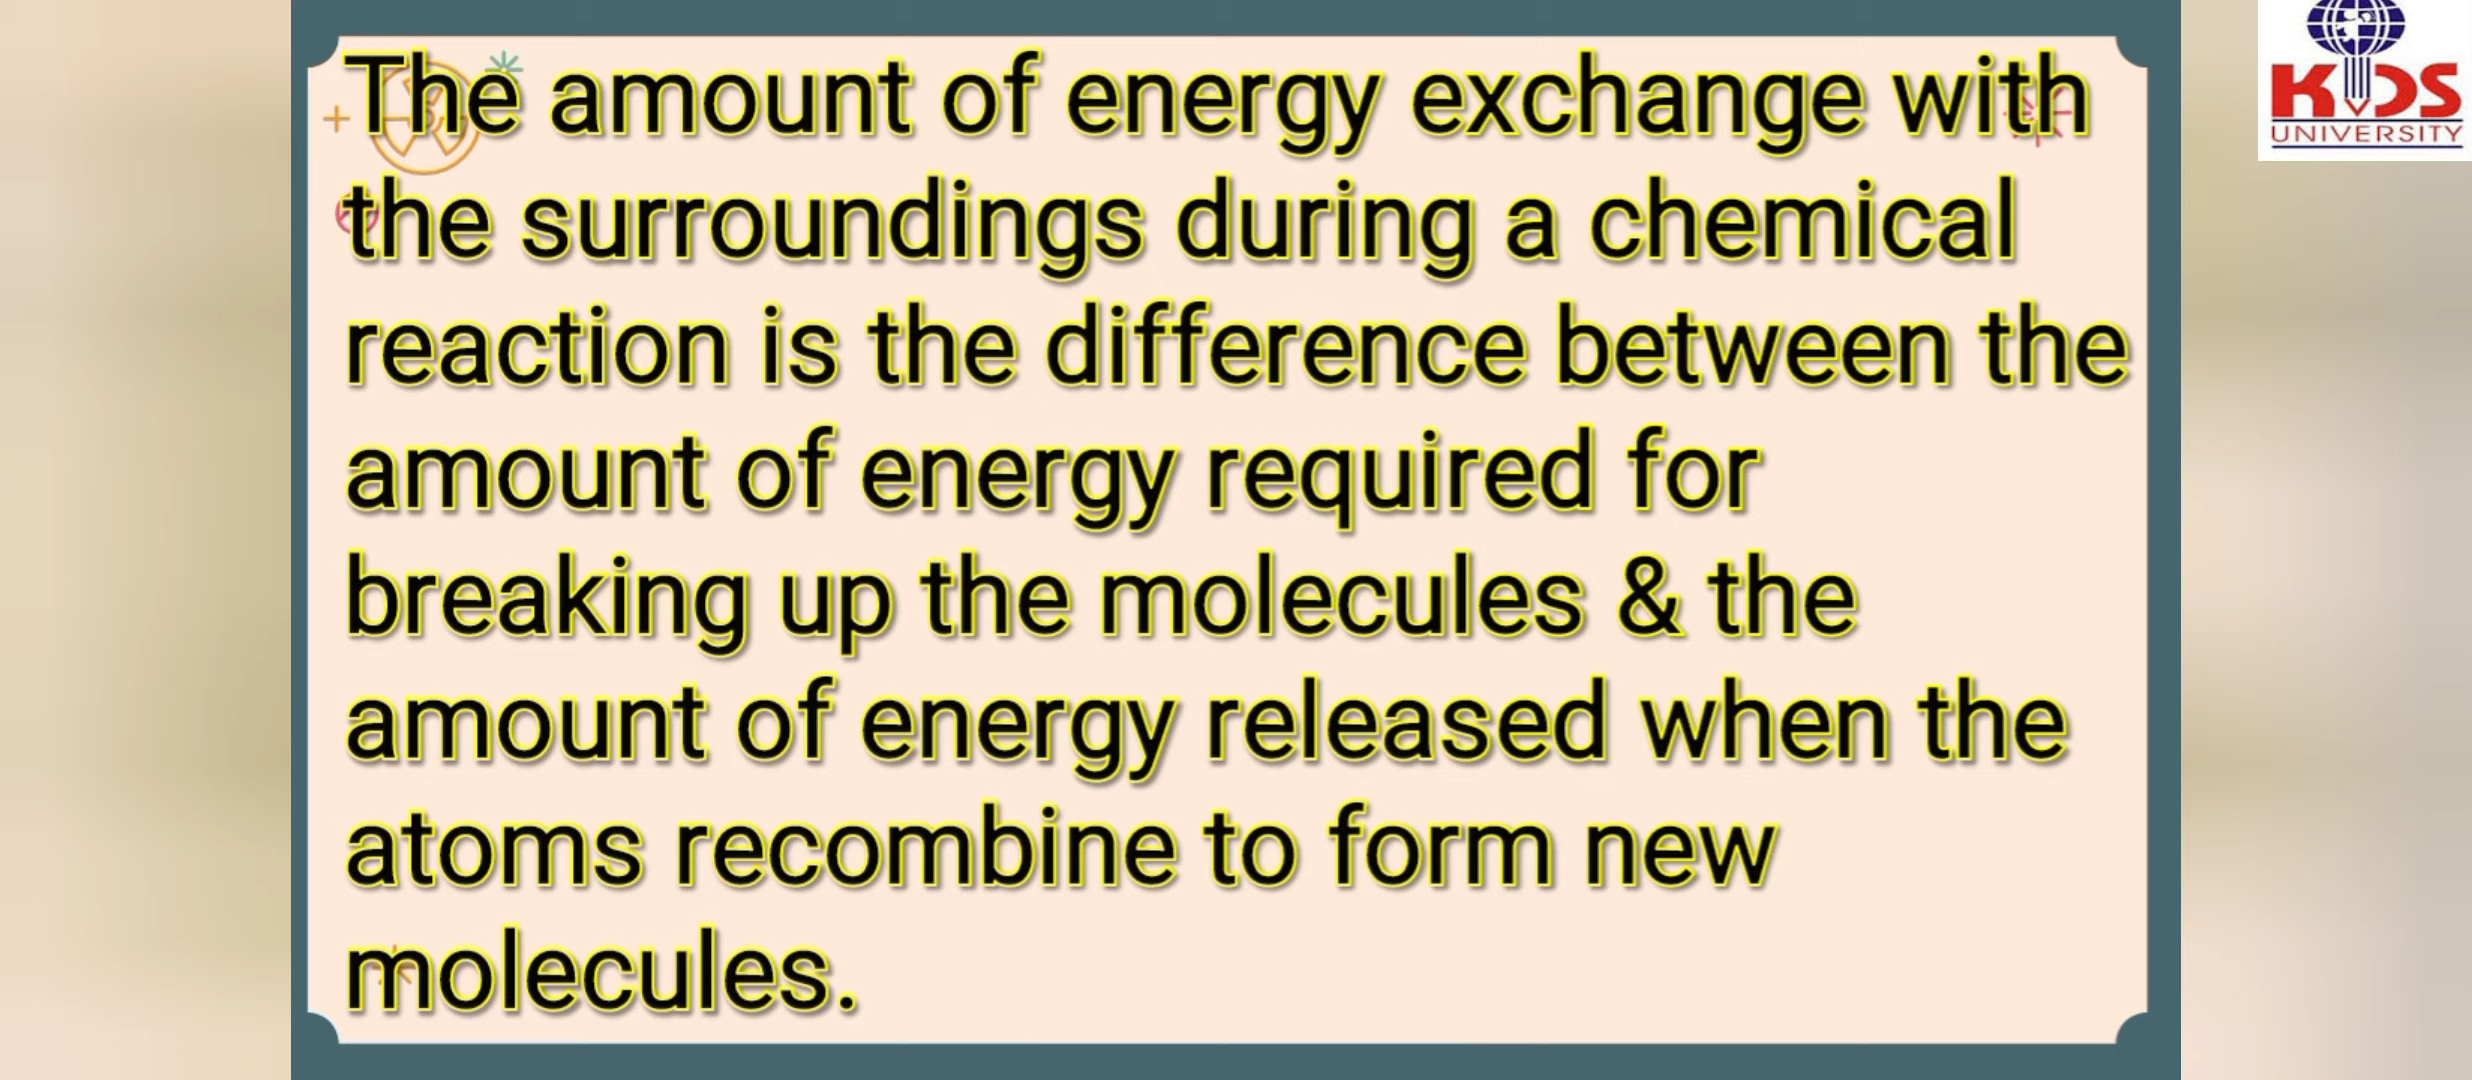 The amount of energy exchange with
the surroundings during a chemical
reaction is the difference between the
amount of energy required for
breaking up the molecules & the
amount of energy released when the
atoms recombine to form new
molecules.
KIDS
UNIVERSITY